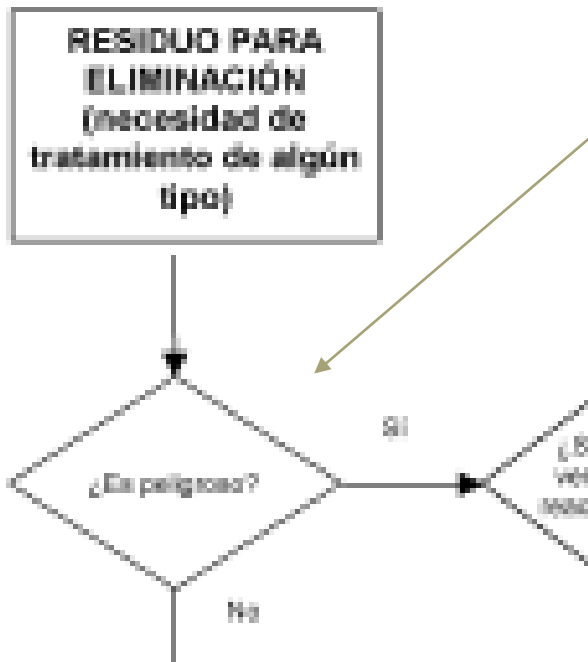 RESIDUO PARA
ELIMINACIÓN
(necesidad de
tratamiento de algún
tipo)
¿Es peligroso?
Sí
No